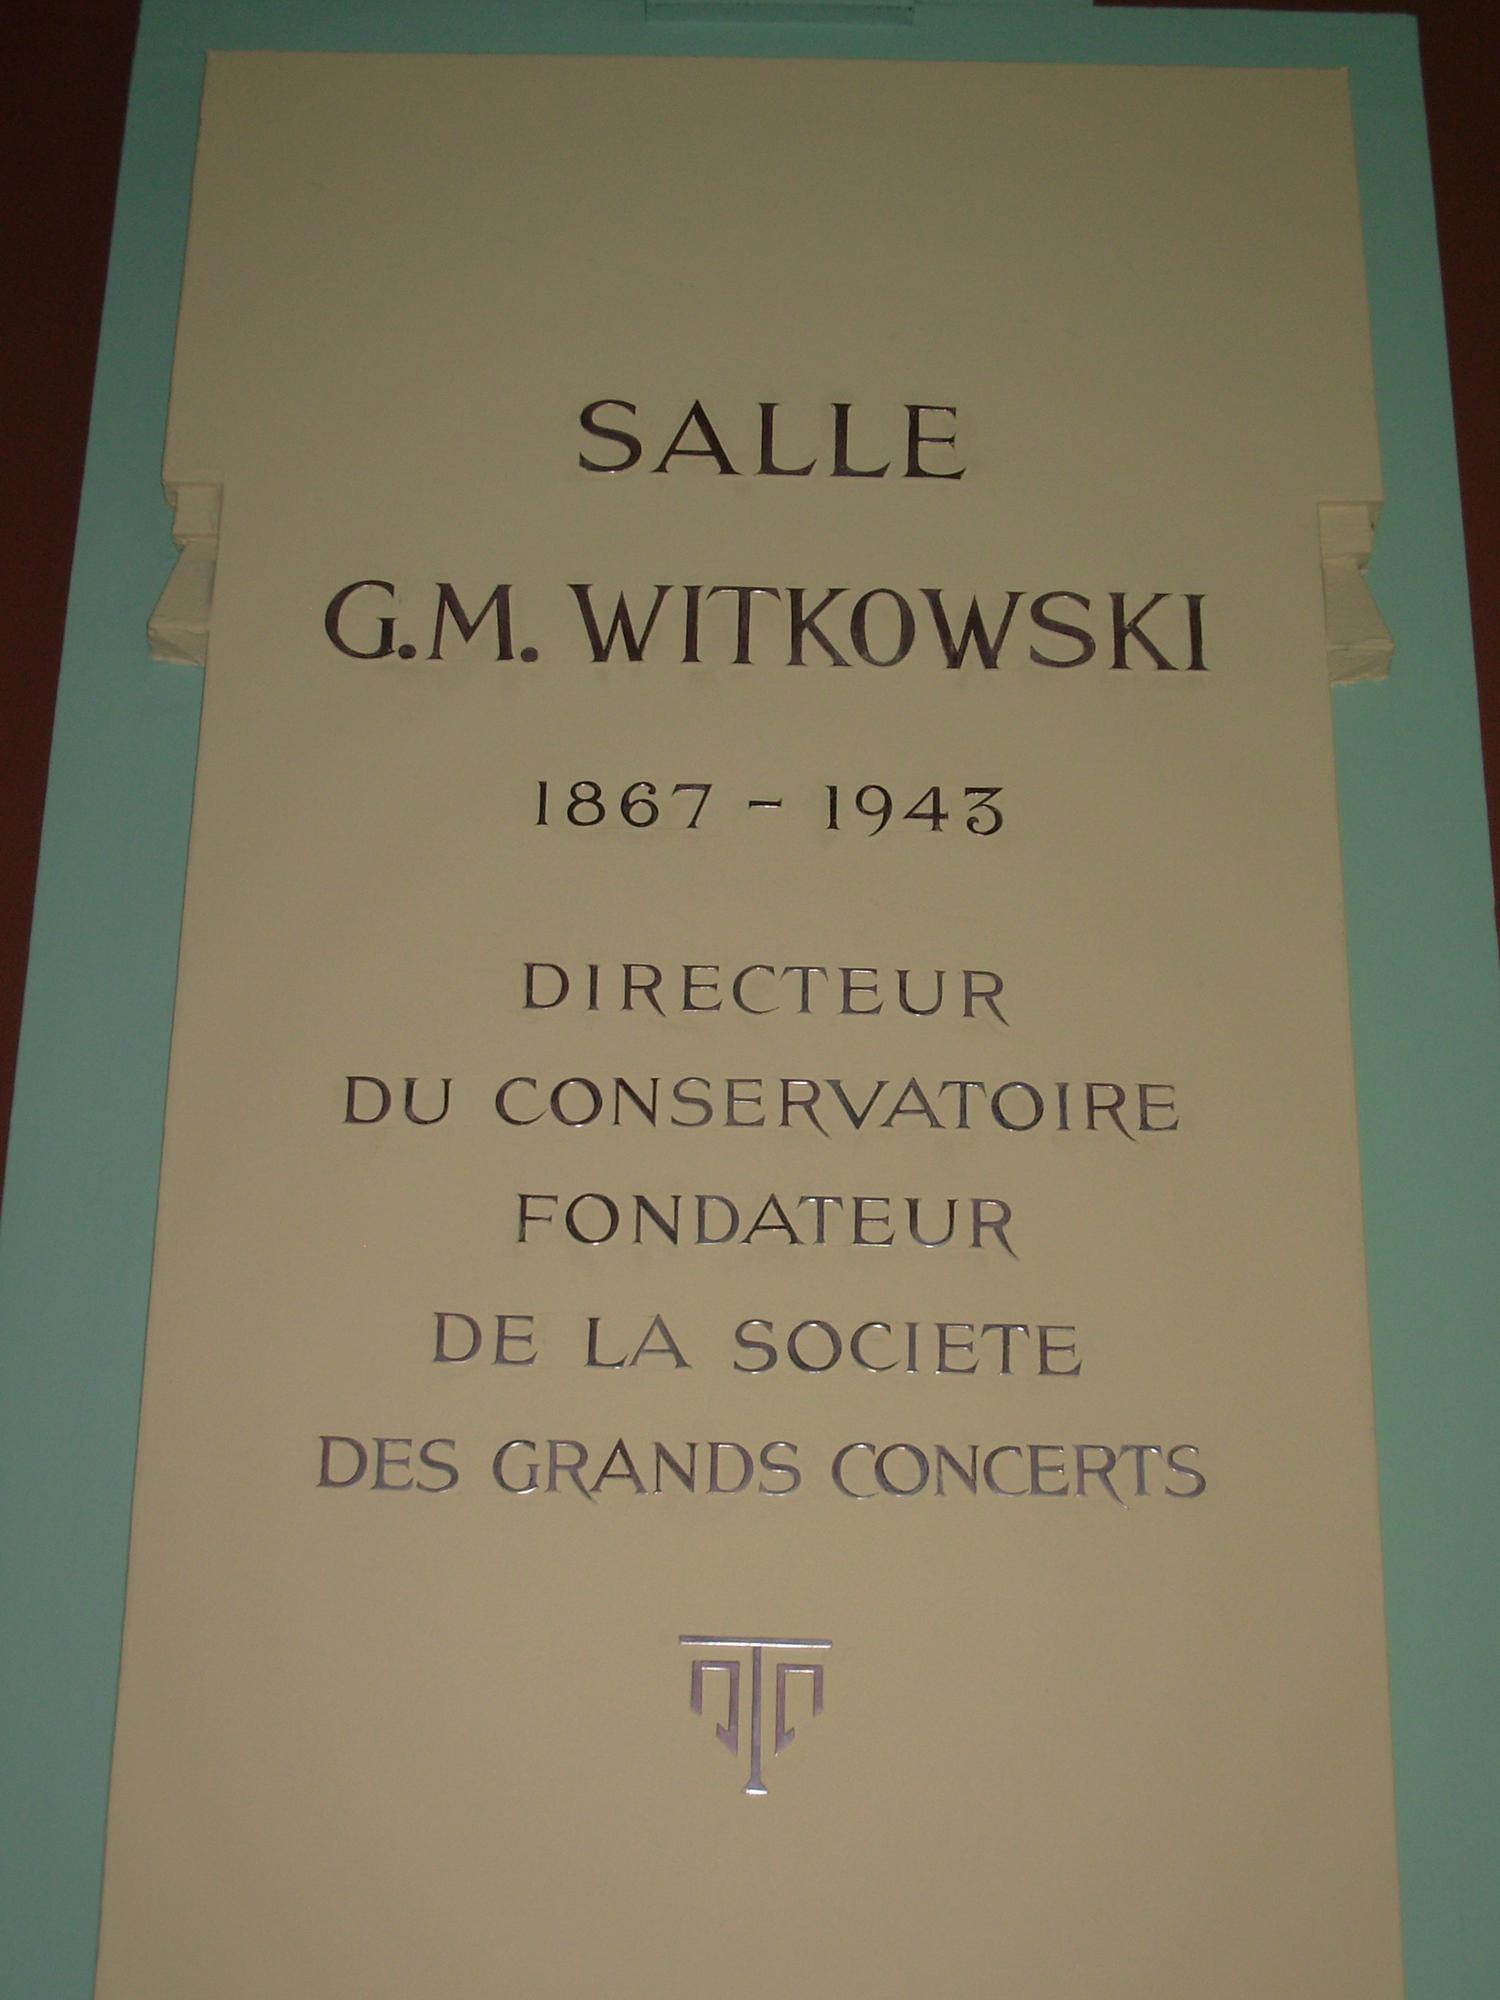 SALLE
G.M. WITKOWSKI
1867 - 1943
DIRECTEUR
DU CONSERVATOIRE
FONDATEUR
DE LA SOCIETE
DES GRANDS CONCERTS